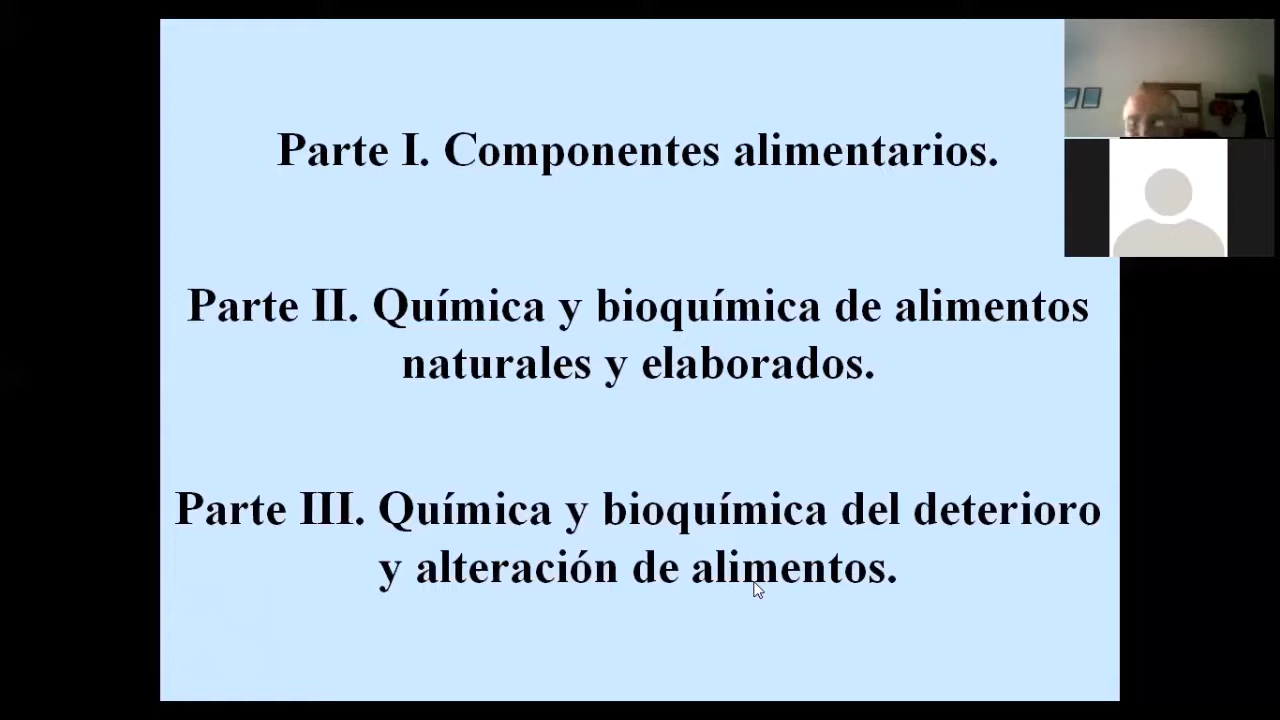 Parte I. Componentes alimentarios.
Parte II. Química y bioquímica de alimentos
naturales y elaborados.
Parte III. Química y bioquímica del deterioro
y alteración de alimentos.